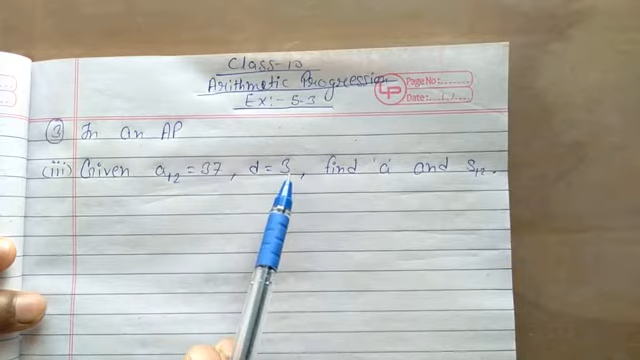 Class-10
Arithmetic Progression
Ex:- 5.3
LP
Page No:
Date:
③ In an AP
(iii) Given a₁₂ = 37, d = 3, find 'a' and S₁₂.